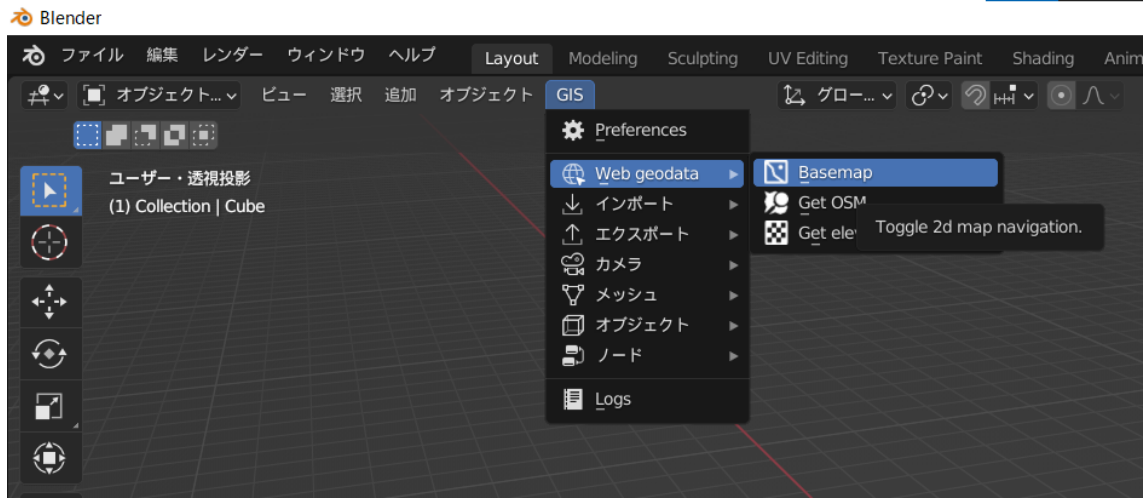 Blender
ファイル 編集 レンダー ウィンドウ ヘルプ Layout Modeling Sculpting UV Editing Texture Paint Shading Anim
オブジェクト... ビュー 選択 追加 オブジェクト GIS グロー...
ユーザー・透視投影
(1) Collection | Cube
Preferences
Web geodata
インポート
エクスポート
カメラ
メッシュ
オブジェクト
ノード
Logs
Basemap
Get OSM
Get ele
Toggle 2d map navigation.